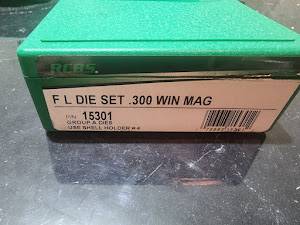 RCBS
F L DIE SET .300 WIN MAG
P/N 15301
GROUP A DIES
USE SHELL HOLDER # 4